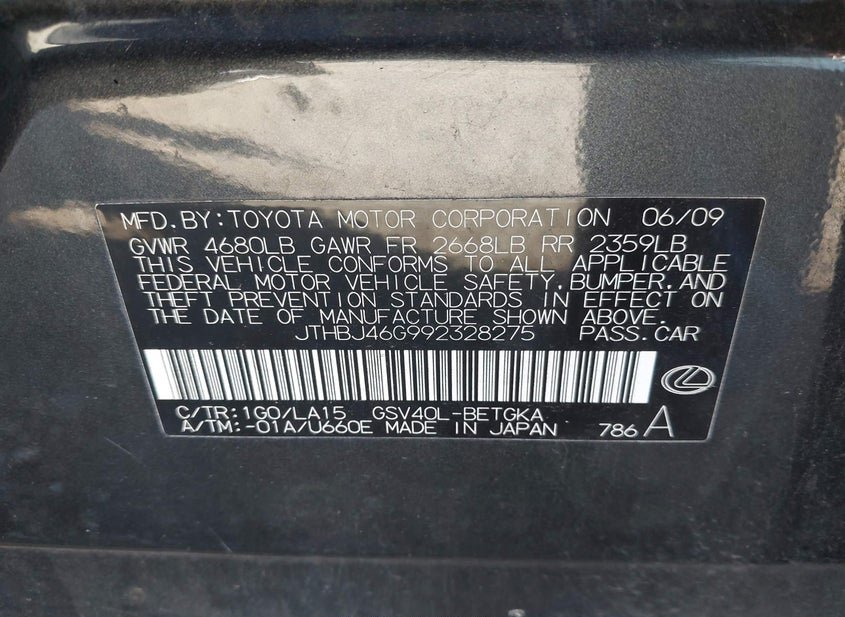 MFD.BY:TOYOTA MOTOR CORPORATION 06/09
GVWR 4680LB GAWR FR 2668LB RR 2359LB
THIS VEHICLE CONFORMS TO ALL APPLICABLE
FEDERAL MOTOR VEHICLE SAFETY,BUMPER,AND
THEFT PREVENTION STANDARDS IN EFFECT ON
THE DATE OF MANUFACTURE SHOWN ABOVE.
JTHBJ46G992328275 PASS.CAR
C/TR:1G0/LA15 GSV40L-BETGKA
A/TM:-01A/U660E MADE IN JAPAN 786 A